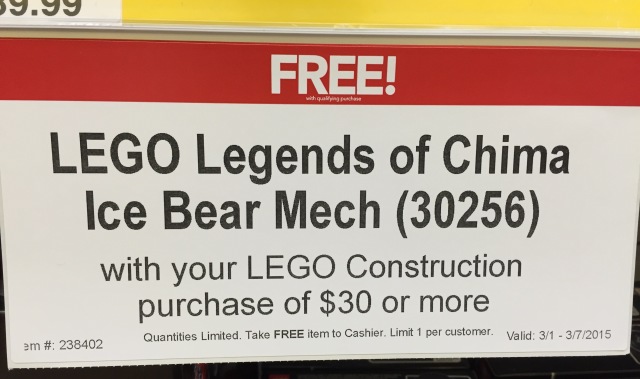 39.99
FREE!
with qualifying purchase
LEGO Legends of Chima
Ice Bear Mech (30256)
with your LEGO Construction
purchase of $30 or more
Quantities Limited. Take FREE item to Cashier. Limit 1 per customer.
em #: 238402
Valid: 3/1 - 3/7/2015